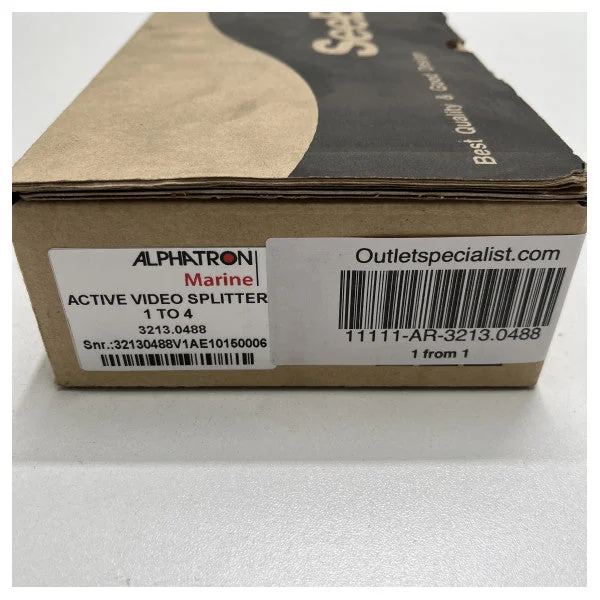 Best Quality & Good Design
ALPHATRON
Marine
ACTIVE VIDEO SPLITTER
1 TO 4
3213.0488
Snr.:32130488V1AE10150006
Outletspecialist.com
11111-AR-3213.0488
1 from 1